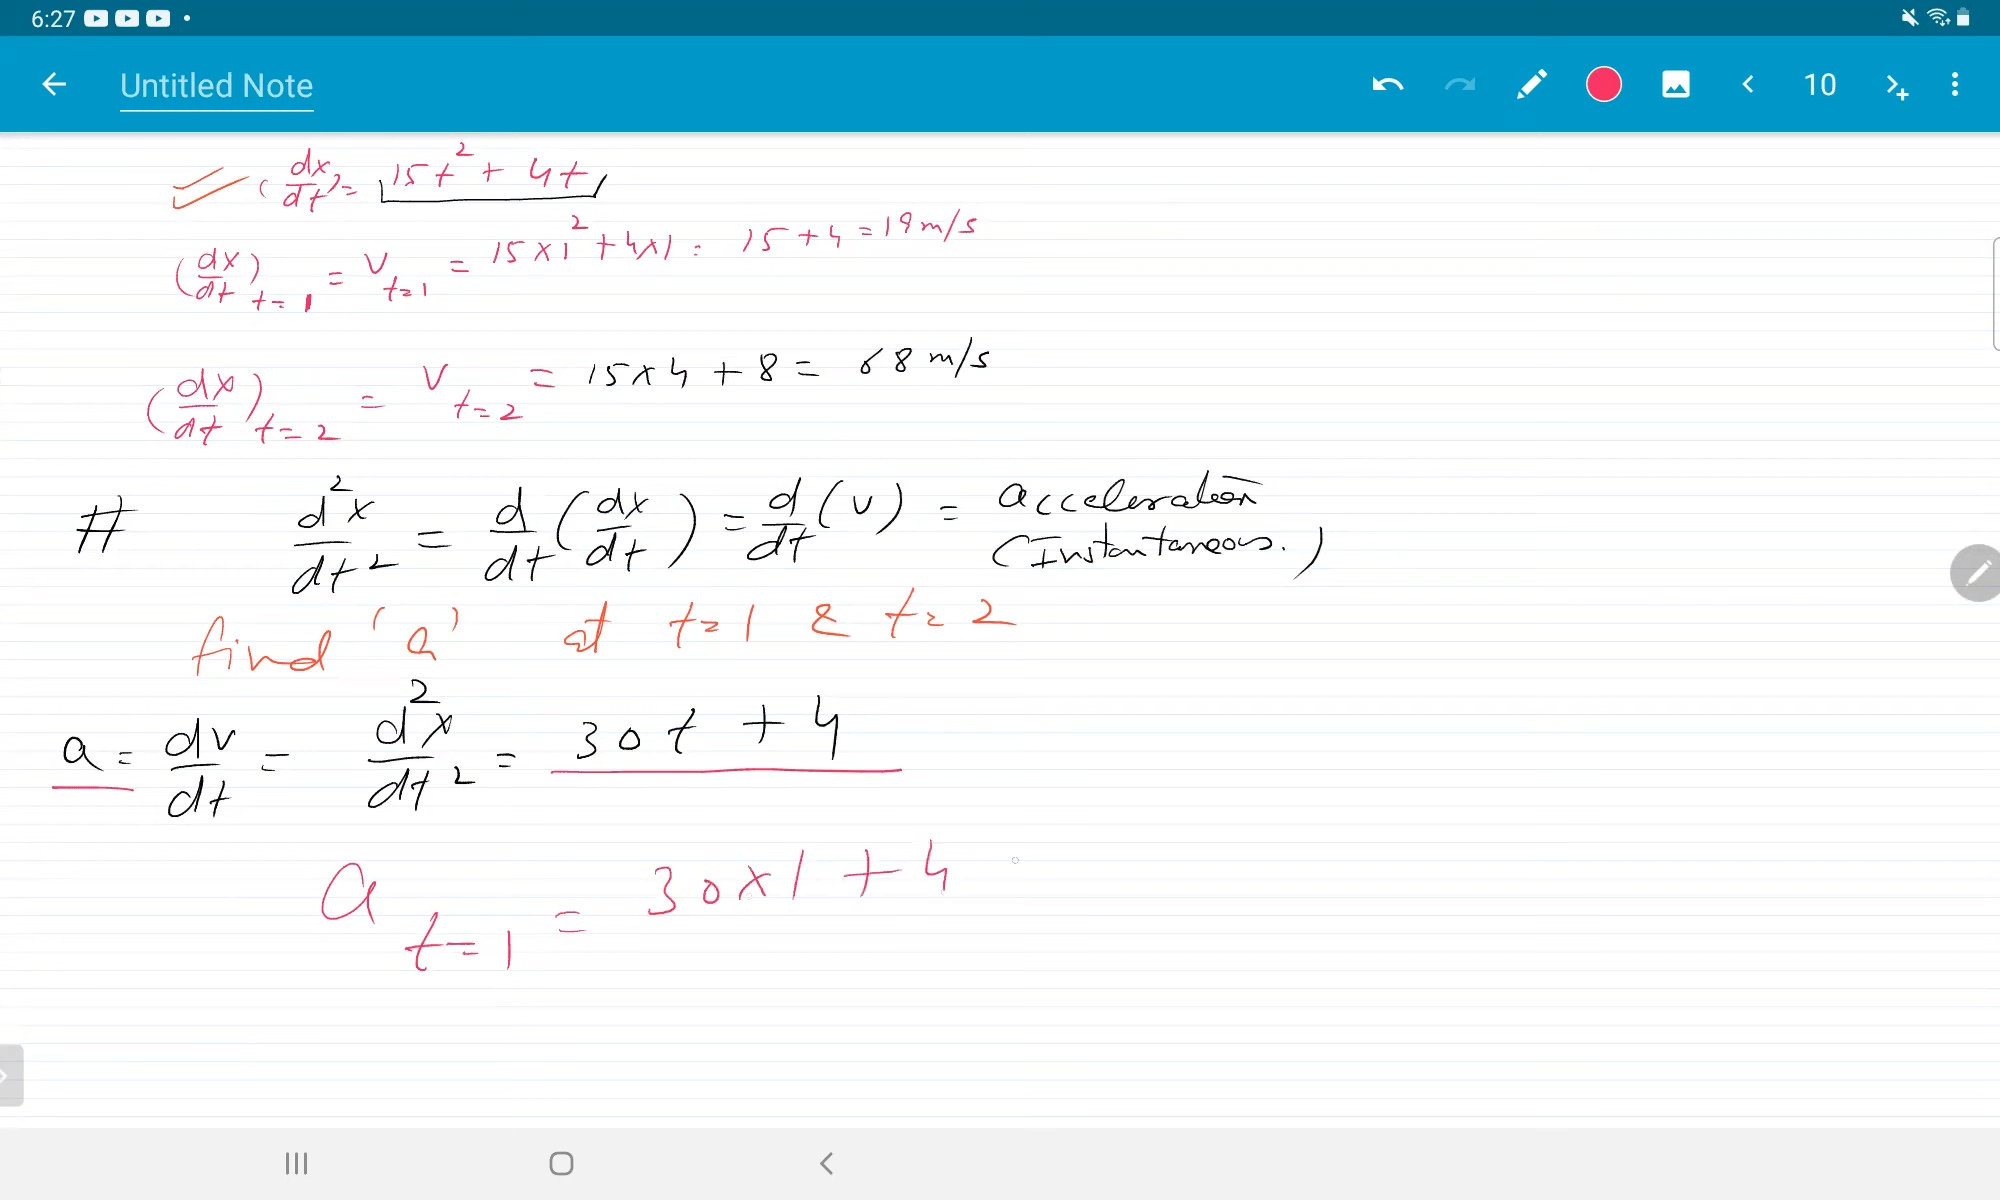 6:27
Untitled Note
10
(dx/dt) = 15t² + 4t
(dx/dt)t=1 = Vt=1 = 15×1² + 4×1 = 15+4 = 19 m/s
(dx/dt)t=2 = Vt=2 = 15×4 + 8 = 68 m/s
# d²x/dt² = d/dt (dx/dt) = d/dt (v) = acceleration
(Instantaneous.)
find 'a' at t=1 & t=2
a = dv/dt = d²x/dt² = 30t + 4
a t=1 = 30×1 + 4